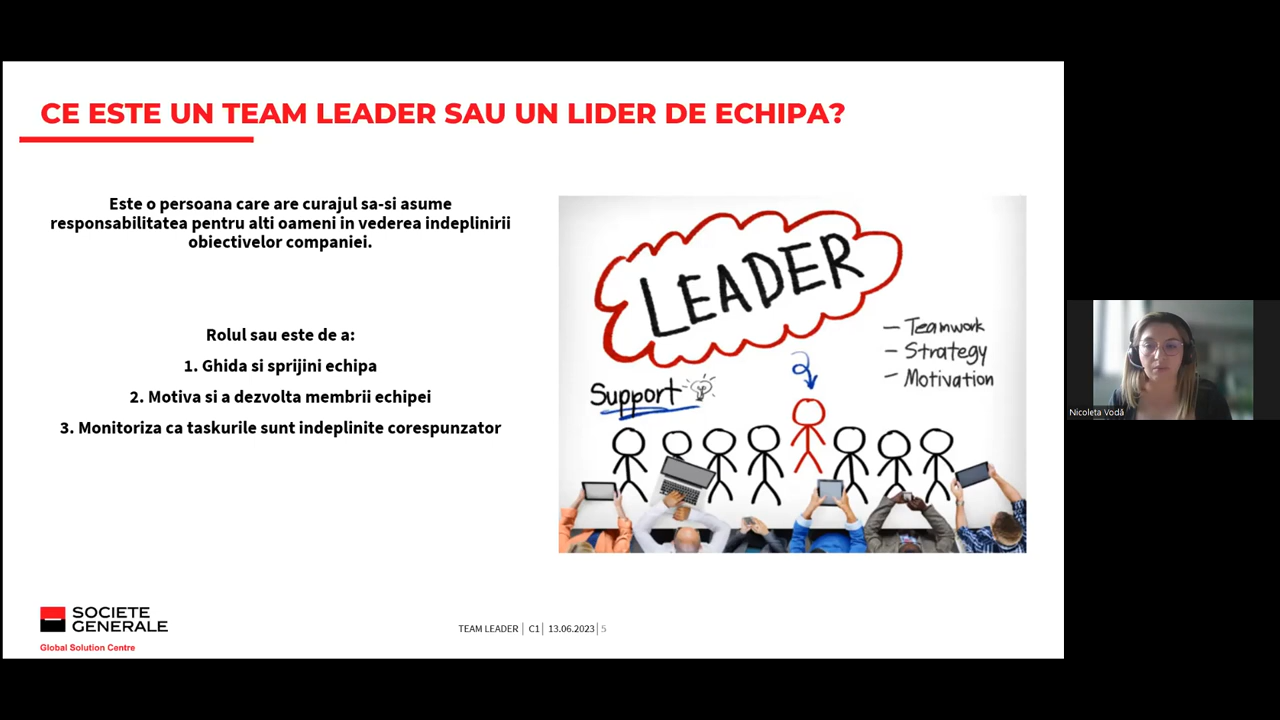 CE ESTE UN TEAM LEADER SAU UN LIDER DE ECHIPA?
Este o persoana care are curajul sa-si asume
responsabilitatea pentru alti oameni in vederea indeplinirii
obiectivelor companiei.
Rolul sau este de a:
1. Ghida si sprijini echipa
2. Motiva si a dezvolta membrii echipei
3. Monitoriza ca taskurile sunt indeplinite corespunzator
LEADER
— Teamwork
— Strategy
— Motivation
Support
Nicoleta Vodă
SOCIETE
GENERALE
Global Solution Centre
TEAM LEADER | C1 | 13.06.2023 | 5